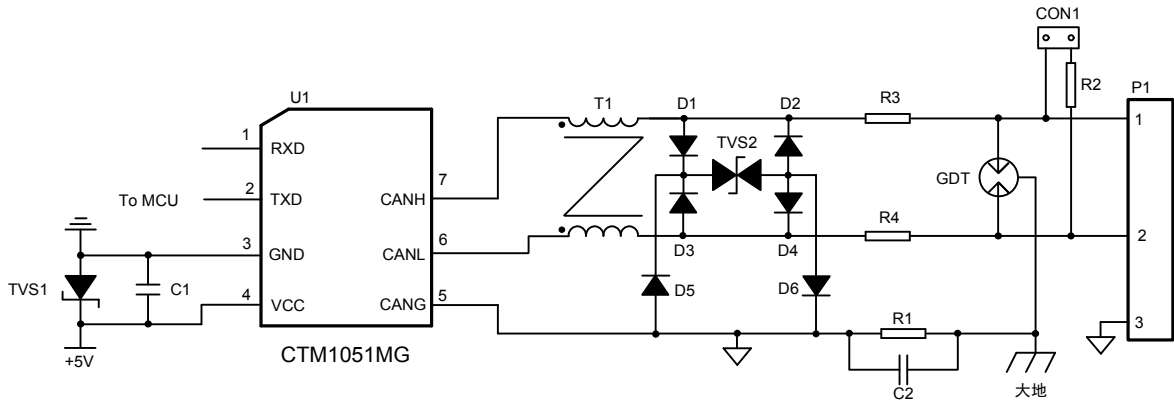 CON1
R2
P1
U1
T1
D1
D2
R3
1
1
RXD
TVS2
7
GDT
To MCU
2
TXD
CANH
R4
2
3
GND
6
CANL
D3
D4
TVS1
C1
4
VCC
5
CANG
D5
D6
R1
3
+5V
CTM1051MG
C2
大地